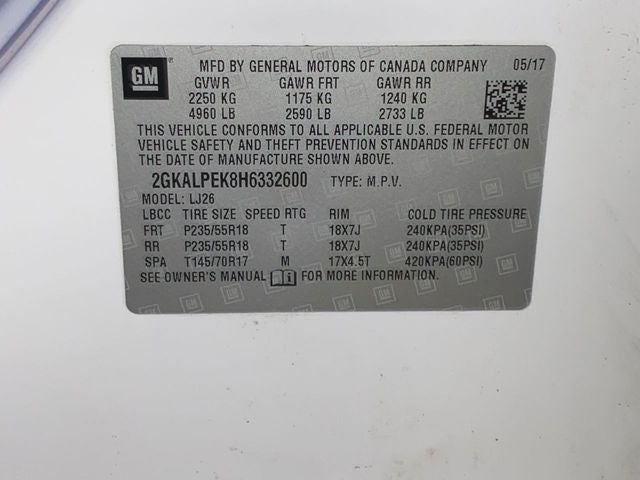 GM
MFD BY GENERAL MOTORS OF CANADA COMPANY 05/17
GVWR GAWR FRT GAWR RR
2250 KG 1175 KG 1240 KG
4960 LB 2590 LB 2733 LB
THIS VEHICLE CONFORMS TO ALL APPLICABLE U.S. FEDERAL MOTOR
VEHICLE SAFETY AND THEFT PREVENTION STANDARDS IN EFFECT ON
THE DATE OF MANUFACTURE SHOWN ABOVE.
2GKALPEK8H6332600 TYPE: M.P.V.
MODEL: LJ26
LBCC TIRE SIZE SPEED RTG RIM COLD TIRE PRESSURE
FRT P235/55R18 T 18X7J 240KPA(35PSI)
RR P235/55R18 T 18X7J 240KPA(35PSI)
SPA T145/70R17 M 17X4.5T 420KPA(60PSI)
SEE OWNER'S MANUAL FOR MORE INFORMATION.